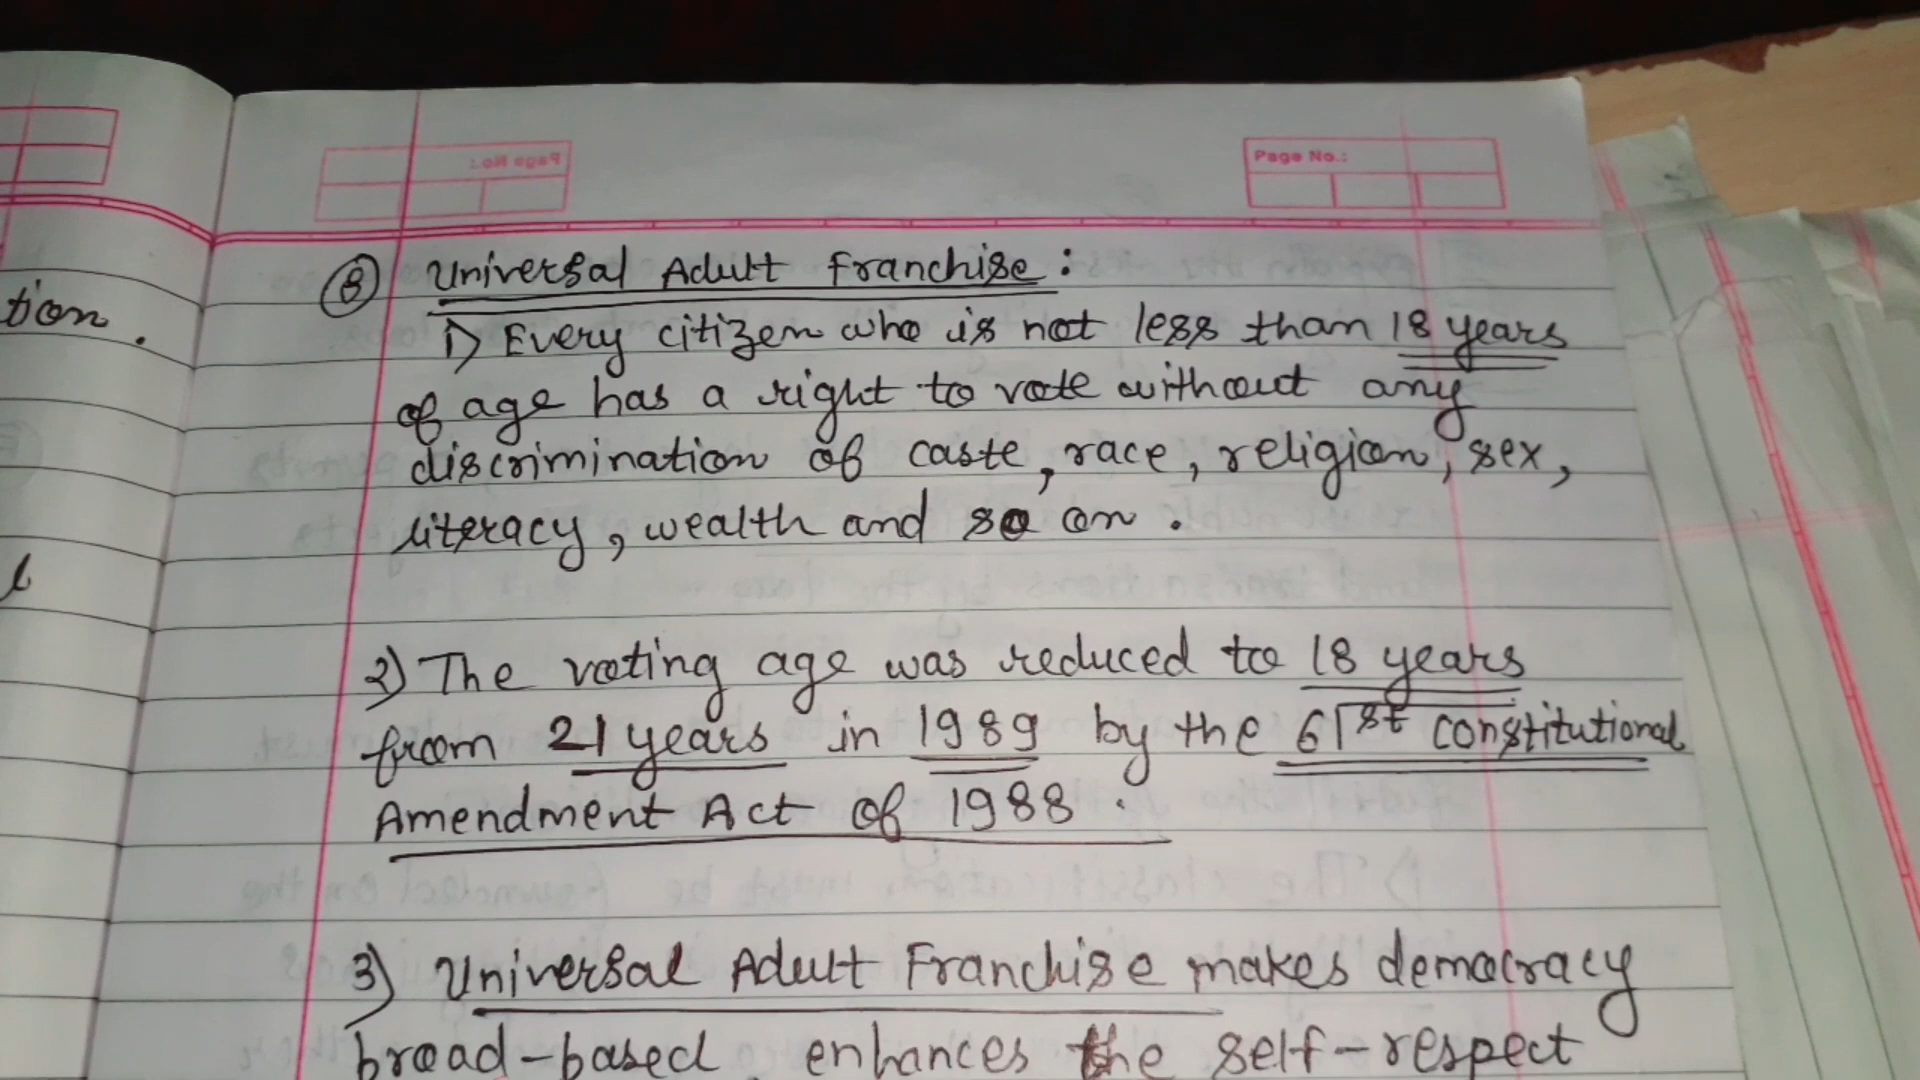 Page No.:
tion.
l
8 Universal Adult Franchise :
1) Every citizen who is not less than 18 years
of age has a right to vote without any
discrimination of caste, race, religion, sex,
literacy, wealth and so on .
2) The voting age was reduced to 18 years
from 21 years in 1989 by the 61st constitutional
Amendment Act of 1988 .
3) Universal Adult Franchise makes democracy
broad-based, enhances the self-respect